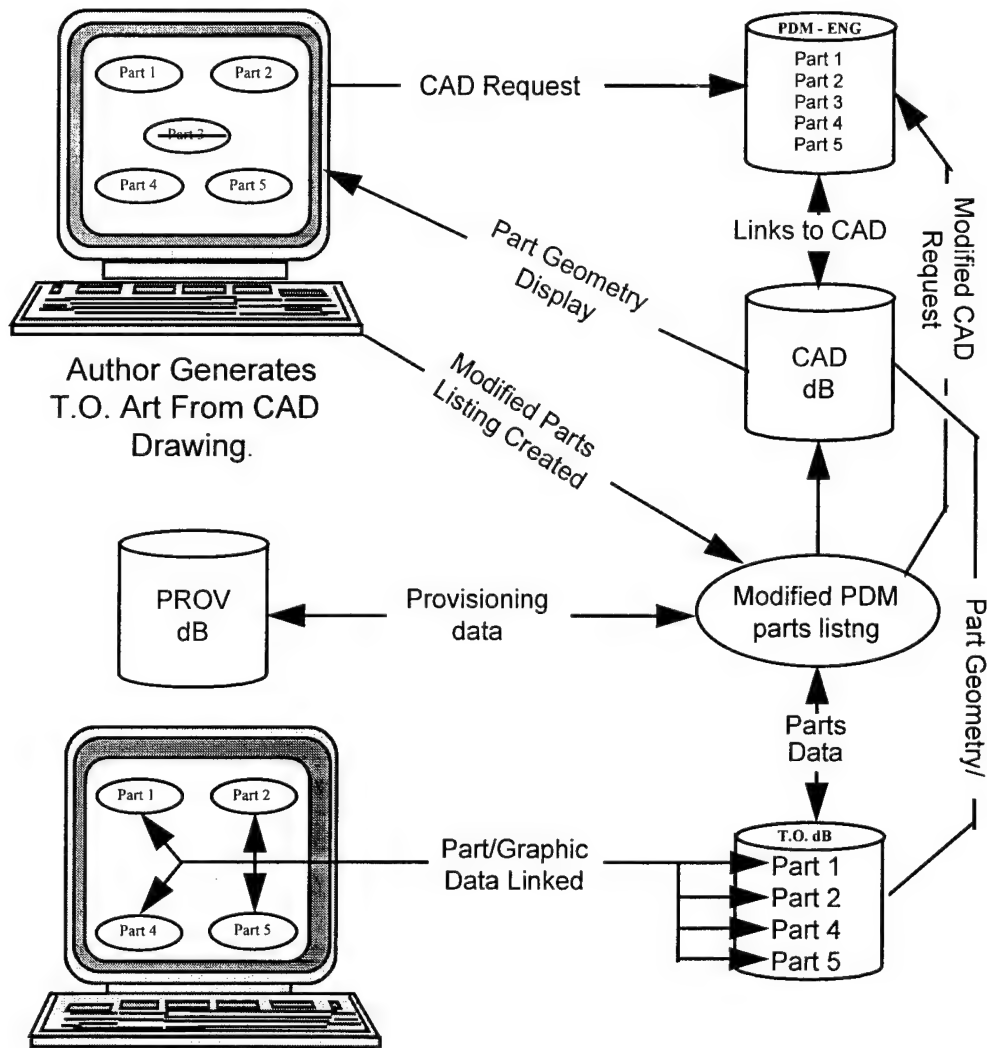 PDM - ENG
Part 1
Part 2
Part 3
Part 4
Part 5
Part 1
Part 2
Part 3
Part 4
Part 5
CAD Request
Links to CAD
Modified CAD
Request
Part Geometry
Display
CAD
dB
Author Generates
T.O. Art From CAD
Drawing.
Modified Parts
Listing Created
PROV
dB
Provisioning
data
Modified PDM
parts listng
Part Geometry/
Parts
Data
Part 1
Part 2
Part 4
Part 5
Part/Graphic
Data Linked
T.O. dB
Part 1
Part 2
Part 4
Part 5